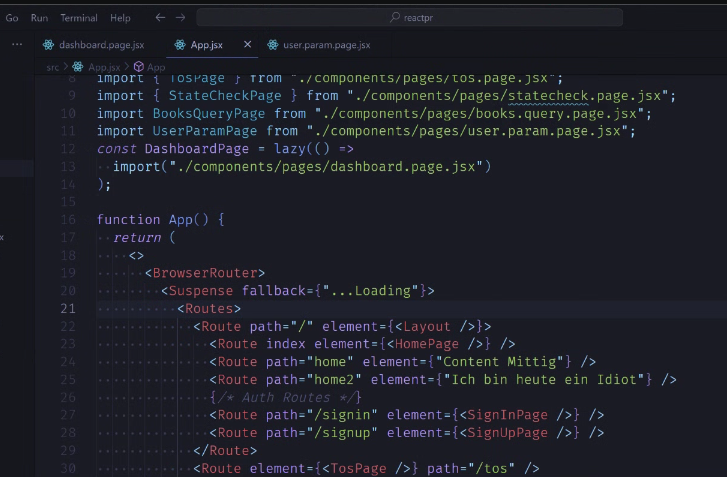 Go Run Terminal Help ← → reactpr
... dashboard.page.jsx App.jsx × user.param.page.jsx
src > App.jsx > App
8 import { TosPage } from "./components/pages/tos.page.jsx";
9 import { StateCheckPage } from "./components/pages/statecheck.page.jsx";
10 import BooksQueryPage from "./components/pages/books.query.page.jsx";
11 import UserParamPage from "./components/pages/user.param.page.jsx";
12 const DashboardPage = lazy(() =>
13 import("./components/pages/dashboard.page.jsx")
14 );
15
16 function App() {
17 return (
18 <>
19 <BrowserRouter>
20 <Suspense fallback={"...Loading"}>
21 <Routes>
22 <Route path="/" element={<Layout />}>
23 <Route index element={<HomePage />} />
24 <Route path="home" element={"Content Mittig"} />
25 <Route path="home2" element={"Ich bin heute ein Idiot"} />
26 {/* Auth Routes */}
27 <Route path="/signin" element={<SignInPage />} />
28 <Route path="/signup" element={<SignUpPage />} />
29 </Route>
30 <Route element={<TosPage />} path="/tos" />